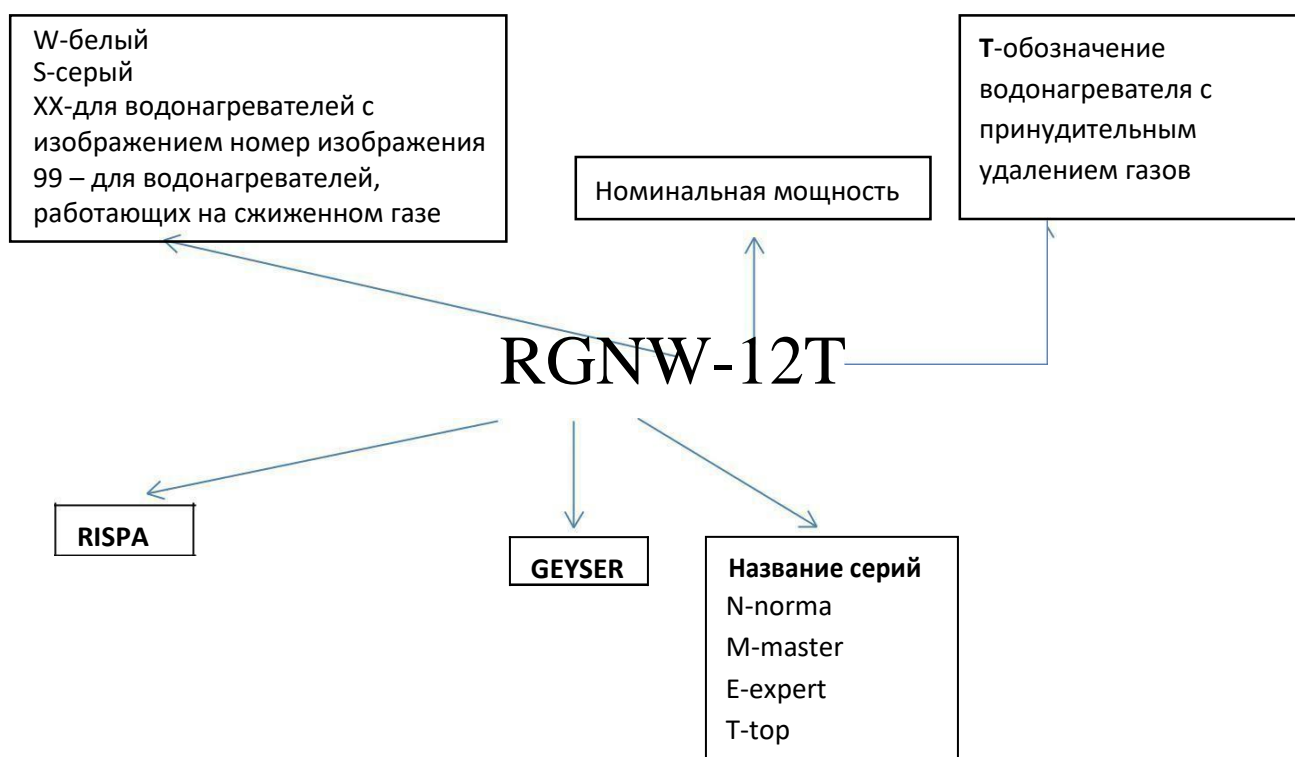 W-белый
S-серый
XX-для водонагревателей с
изображением номер изображения
99 – для водонагревателей,
работающих на сжиженном газе
Номинальная мощность
T-обозначение
водонагревателя с
принудительным
удалением газов
RGNW-12T
RISPA
GEYSER
Название серий
N-norma
M-master
E-expert
T-top